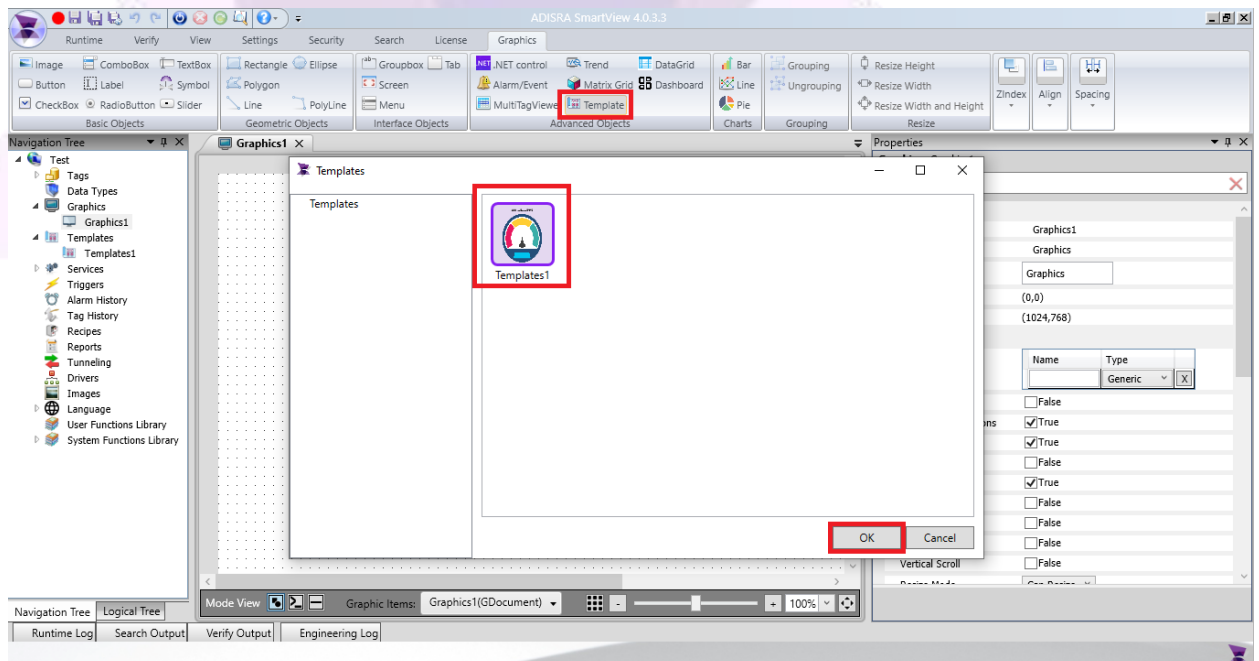 ADISRA SmartView 4.0.3.3
Runtime Verify View Settings Security Search License Graphics
Image ComboBox TextBox Rectangle Ellipse Groupbox Tab .NET control Trend DataGrid Bar Grouping Resize Height
Button Label Symbol Polygon Screen Alarm/Event Matrix Grid Dashboard Line Ungrouping Resize Width ZIndex Align Spacing
CheckBox RadioButton Slider Line PolyLine Menu MultiTagViewe Template Pie Resize Width and Height
Basic Objects Geometric Objects Interface Objects Advanced Objects Charts Grouping Resize
Navigation Tree Graphics1 Properties
Test
Tags
Data Types
Graphics
Graphics1
Templates
Templates1
Services
Triggers
Alarm History
Tag History
Recipes
Reports
Tunneling
Drivers
Images
Language
User Functions Library
System Functions Library
Templates
Templates
Templates1
OK Cancel
Graphics1
Graphics
Graphics
(0,0)
(1024,768)
Name Type
Generic X
False
ons True
True
False
True
False
False
False
Vertical Scroll False
Navigation Tree Logical Tree Mode View Graphic Items: Graphics1(GDocument) - + 100%
Runtime Log Search Output Verify Output Engineering Log